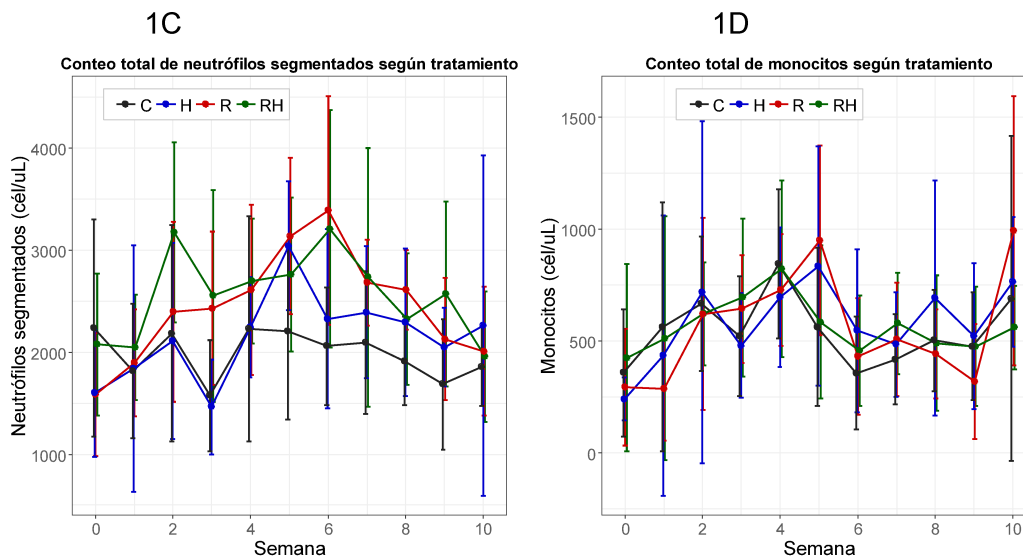 1C
Conteo total de neutrófilos segmentados según tratamiento
C H R RH
Neutrófilos segmentados (cél/uL)
4000
3000
2000
1000
0 2 4 6 8 10
Semana
1D
Conteo total de monocitos según tratamiento
C H R RH
Monocitos (cél/uL)
1500
1000
500
0
0 2 4 6 8 10
Semana